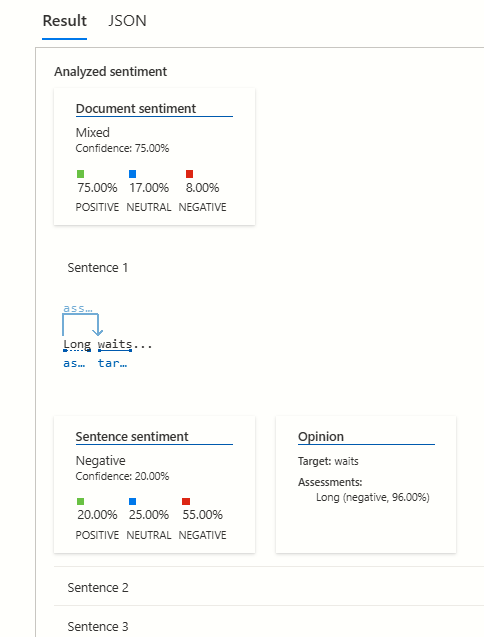 Result JSON
Analyzed sentiment
Document sentiment
Mixed
Confidence: 75.00%
75.00% 17.00% 8.00%
POSITIVE NEUTRAL NEGATIVE
Sentence 1
ass...
Long waits...
as... tar...
Sentence sentiment
Negative
Confidence: 20.00%
20.00% 25.00% 55.00%
POSITIVE NEUTRAL NEGATIVE
Opinion
Target: waits
Assessments:
Long (negative, 96.00%)
Sentence 2
Sentence 3